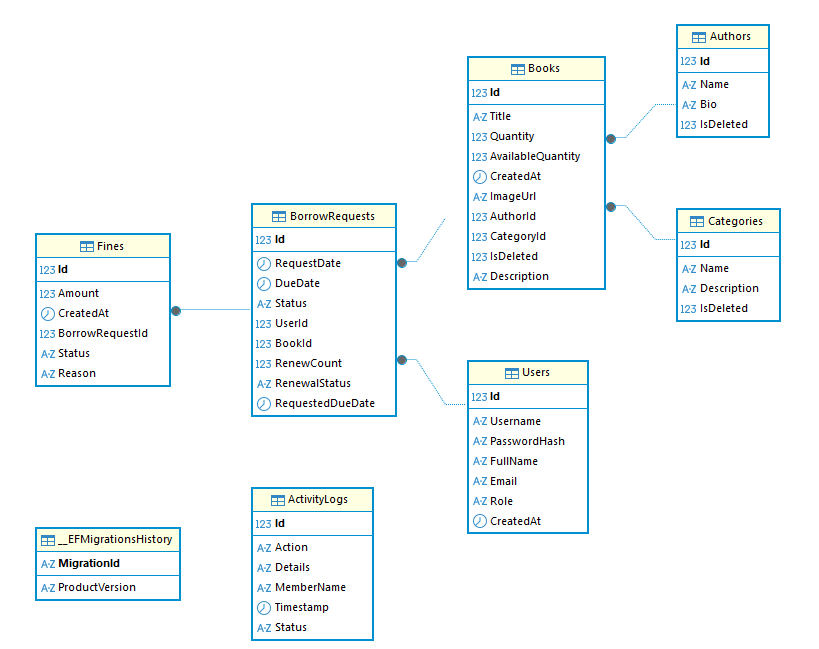 Authors
123 Id
A-Z Name
A-Z Bio
123 IsDeleted
Books
123 Id
A-Z Title
123 Quantity
123 AvailableQuantity
CreatedAt
A-Z ImageUrl
123 AuthorId
123 CategoryId
123 IsDeleted
A-Z Description
Categories
123 Id
A-Z Name
A-Z Description
123 IsDeleted
BorrowRequests
123 Id
RequestDate
DueDate
A-Z Status
123 UserId
123 BookId
123 RenewCount
A-Z RenewalStatus
RequestedDueDate
Fines
123 Id
123 Amount
CreatedAt
123 BorrowRequestId
A-Z Status
A-Z Reason
Users
123 Id
A-Z Username
A-Z PasswordHash
A-Z FullName
A-Z Email
A-Z Role
CreatedAt
ActivityLogs
123 Id
A-Z Action
A-Z Details
A-Z MemberName
Timestamp
A-Z Status
__EFMigrationsHistory
A-Z MigrationId
A-Z ProductVersion